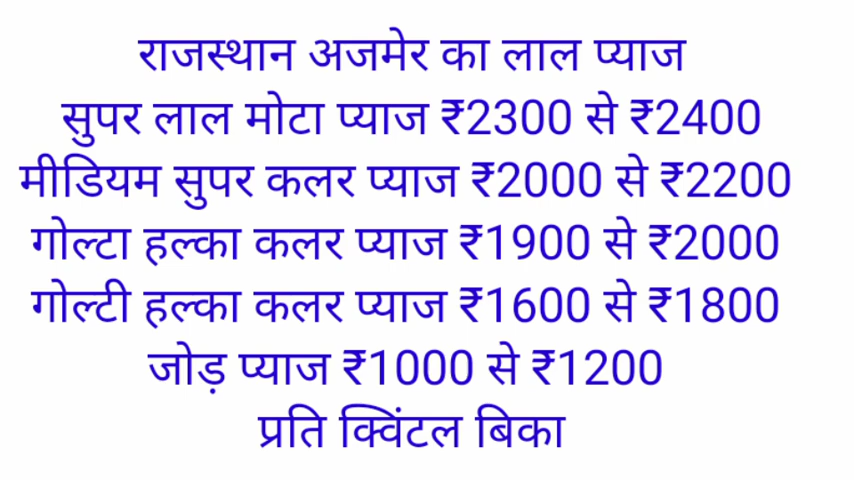 राजस्थान अजमेर का लाल प्याज
सुपर लाल मोटा प्याज ₹2300 से ₹2400
मीडियम सुपर कलर प्याज ₹2000 से ₹2200
गोल्टा हल्का कलर प्याज ₹1900 से ₹2000
गोल्टी हल्का कलर प्याज ₹1600 से ₹1800
जोड़ प्याज ₹1000 से ₹1200
प्रति क्विंटल बिका